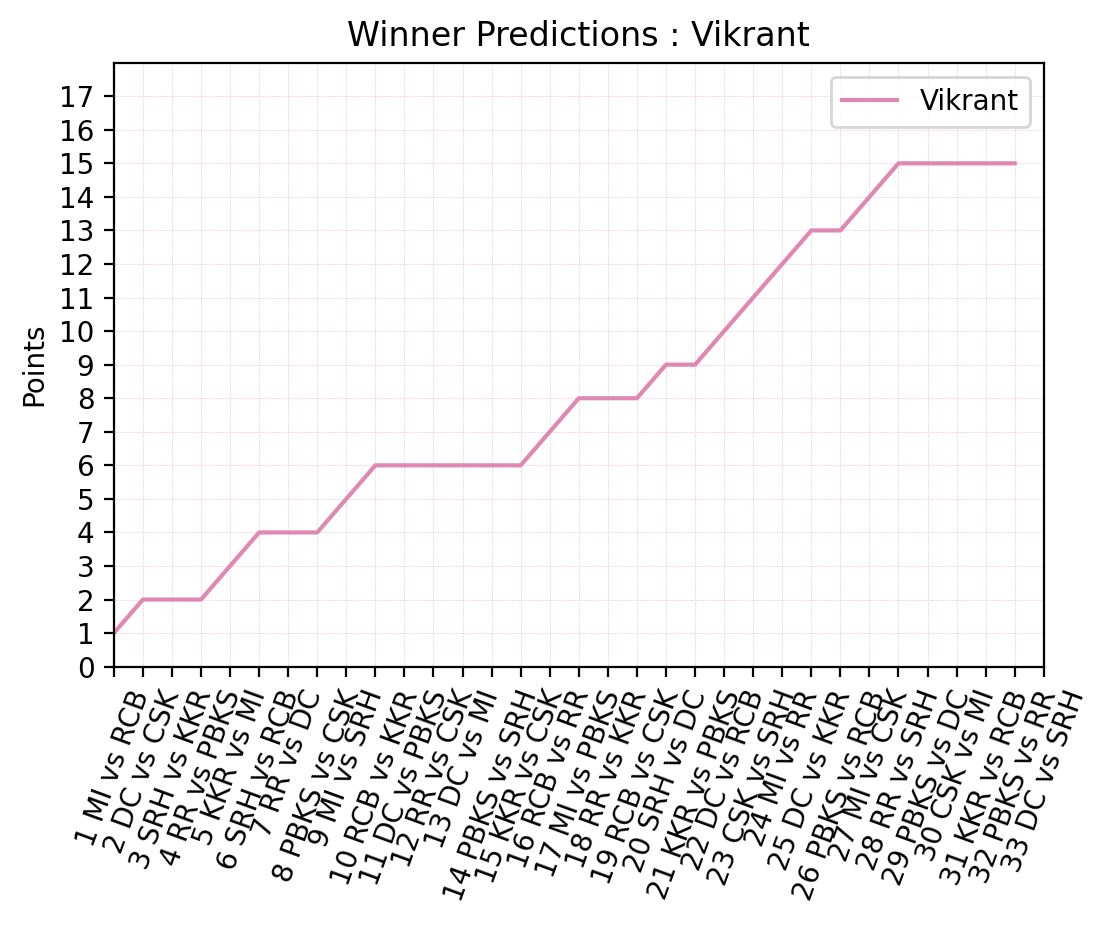 Winner Predictions : Vikrant
Vikrant
Points
17
16
15
14
13
12
11
10
9
8
7
6
5
4
3
2
1
0
1 MI vs RCB
2 DC vs CSK
3 SRH vs KKR
4 RR vs PBKS
5 KKR vs MI
6 SRH vs RCB
7 RR vs DC
8 PBKS vs CSK
9 MI vs SRH
10 RCB vs KKR
11 DC vs PBKS
12 RR vs CSK
13 DC vs MI
14 PBKS vs SRH
15 KKR vs CSK
16 RCB vs RR
17 MI vs PBKS
18 RR vs KKR
19 RCB vs CSK
20 SRH vs DC
21 KKR vs PBKS
22 DC vs RCB
23 CSK vs SRH
24 MI vs RR
25 DC vs KKR
26 PBKS vs RCB
27 MI vs CSK
28 RR vs SRH
29 PBKS vs DC
30 CSK vs MI
31 KKR vs RCB
32 PBKS vs RR
33 DC vs SRH